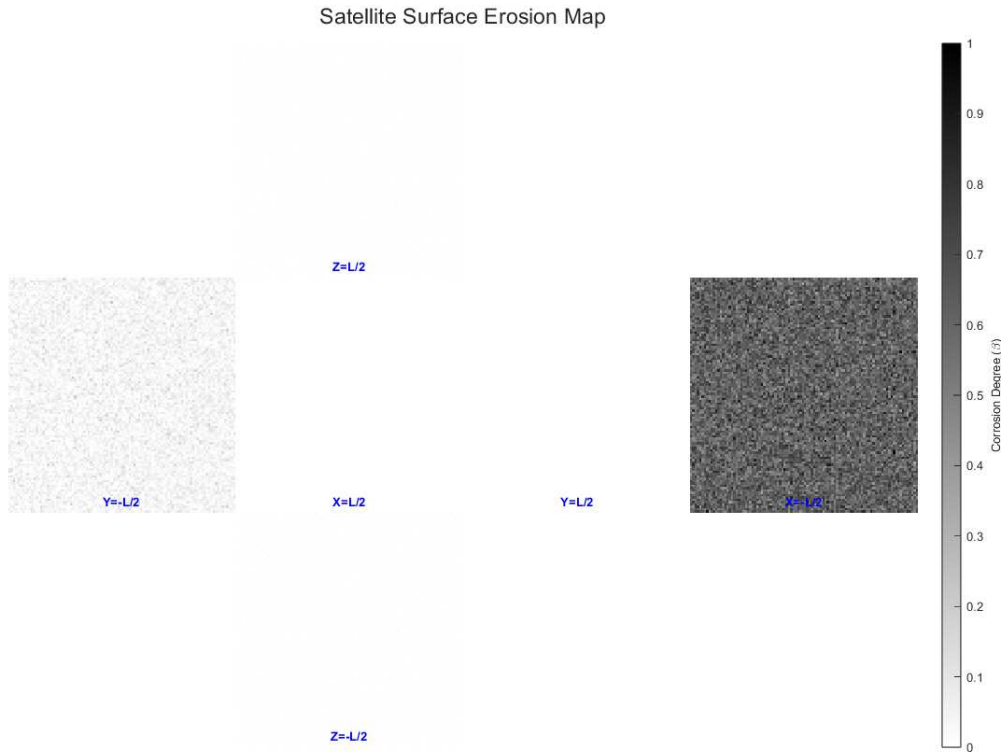 Satellite Surface Erosion Map
Z=L/2
Y=-L/2
X=L/2
Y=L/2
X=-L/2
Z=-L/2
1
0.9
0.8
0.7
0.6
0.5
0.4
0.3
0.2
0.1
0
Corrosion Degree (β)